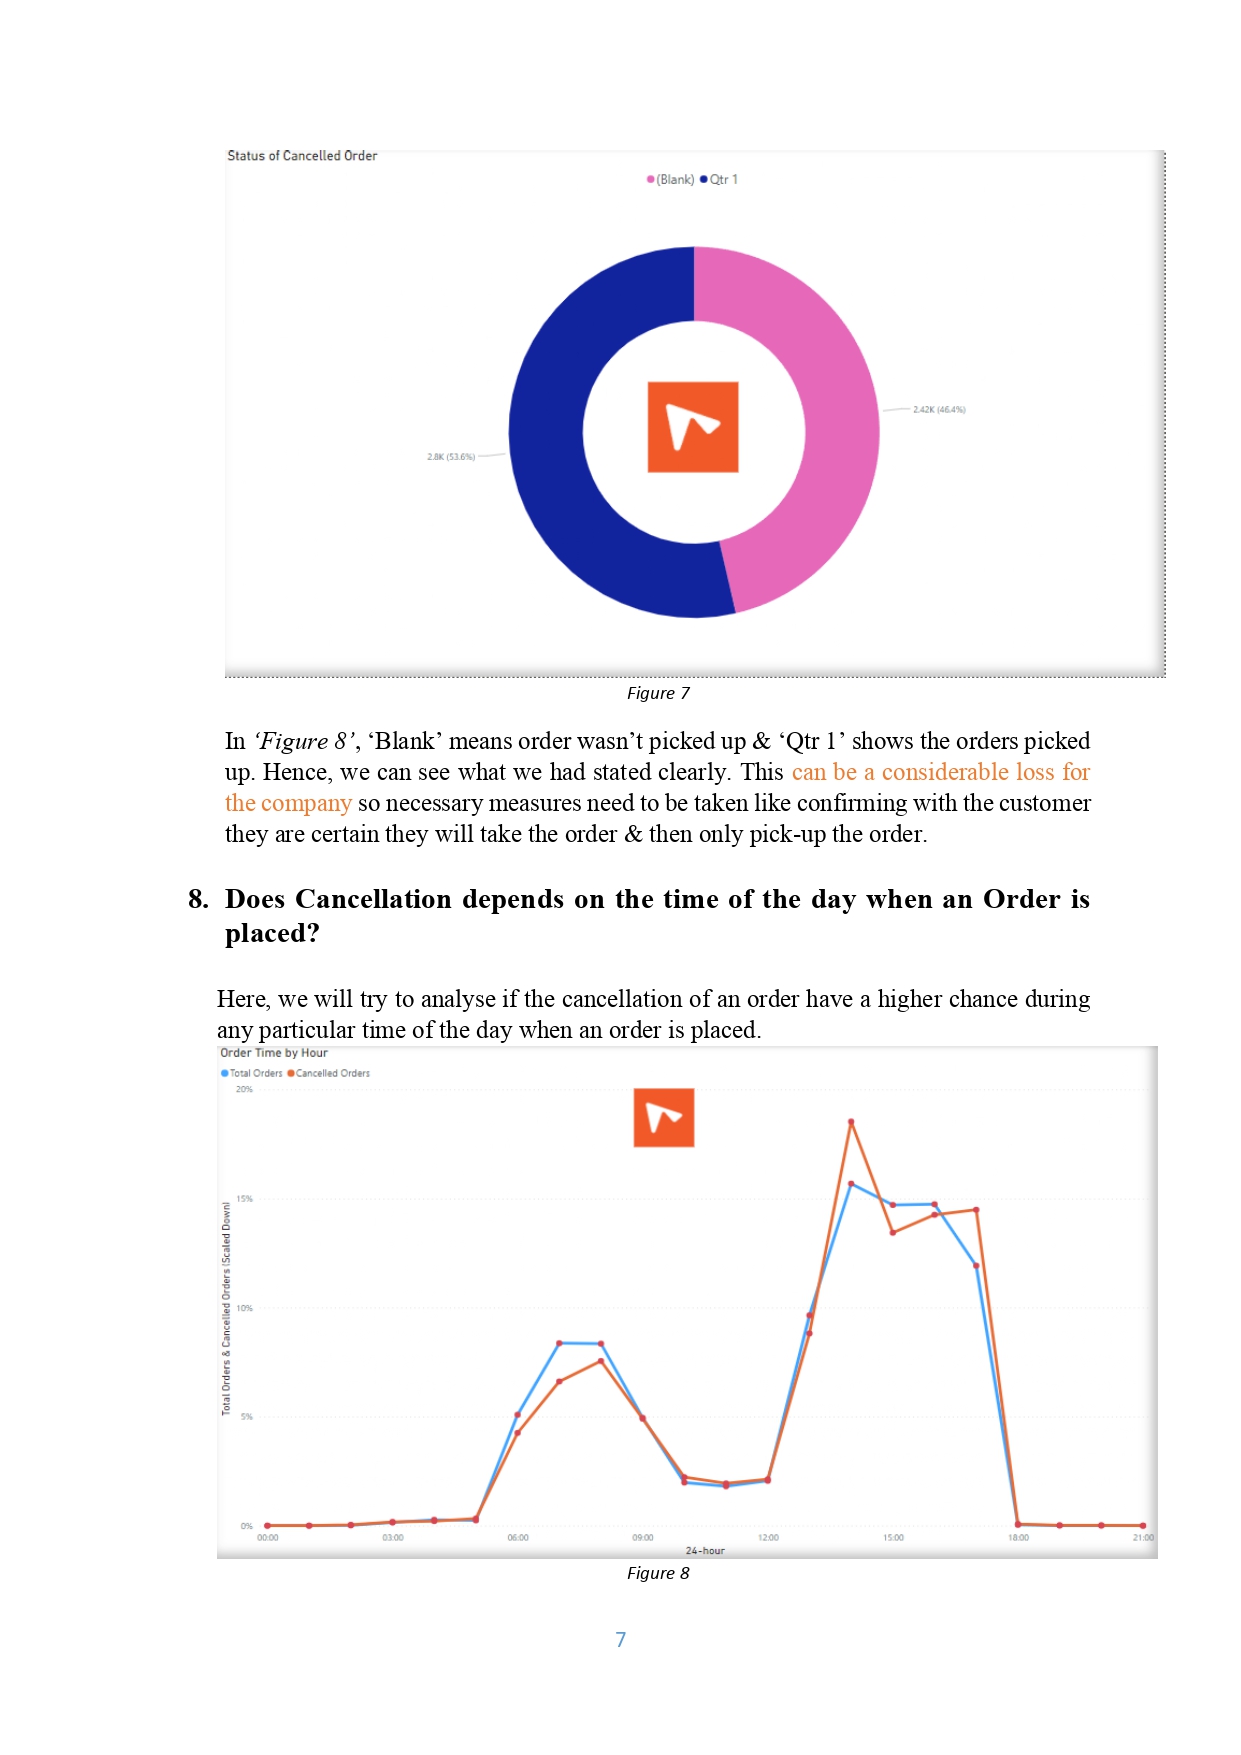 Status of Cancelled Order
(Blank) Qtr 1
2.42K (46.4%)
2.8K (53.6%)
Figure 7
In ‘Figure 8’, ‘Blank’ means order wasn’t picked up & ‘Qtr 1’ shows the orders picked
up. Hence, we can see what we had stated clearly. This can be a considerable loss for
the company so necessary measures need to be taken like confirming with the customer
they are certain they will take the order & then only pick-up the order.
8. Does Cancellation depends on the time of the day when an Order is
placed?
Here, we will try to analyse if the cancellation of an order have a higher chance during
any particular time of the day when an order is placed.
Order Time by Hour
Total Orders Cancelled Orders
20%
15%
10%
5%
0%
Total Orders & Cancelled Orders (Scaled Down)
00:00 03:00 06:00 09:00 12:00 15:00 18:00 21:00
24-hour
Figure 8
7